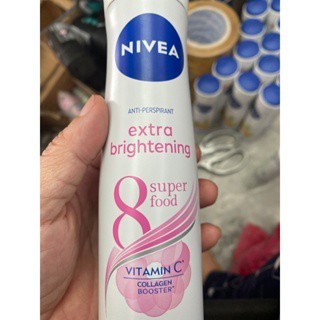 NIVEA
ANTI-PERSPIRANT
extra
brightening
8 super
food
VITAMIN C*
COLLAGEN
BOOSTER*